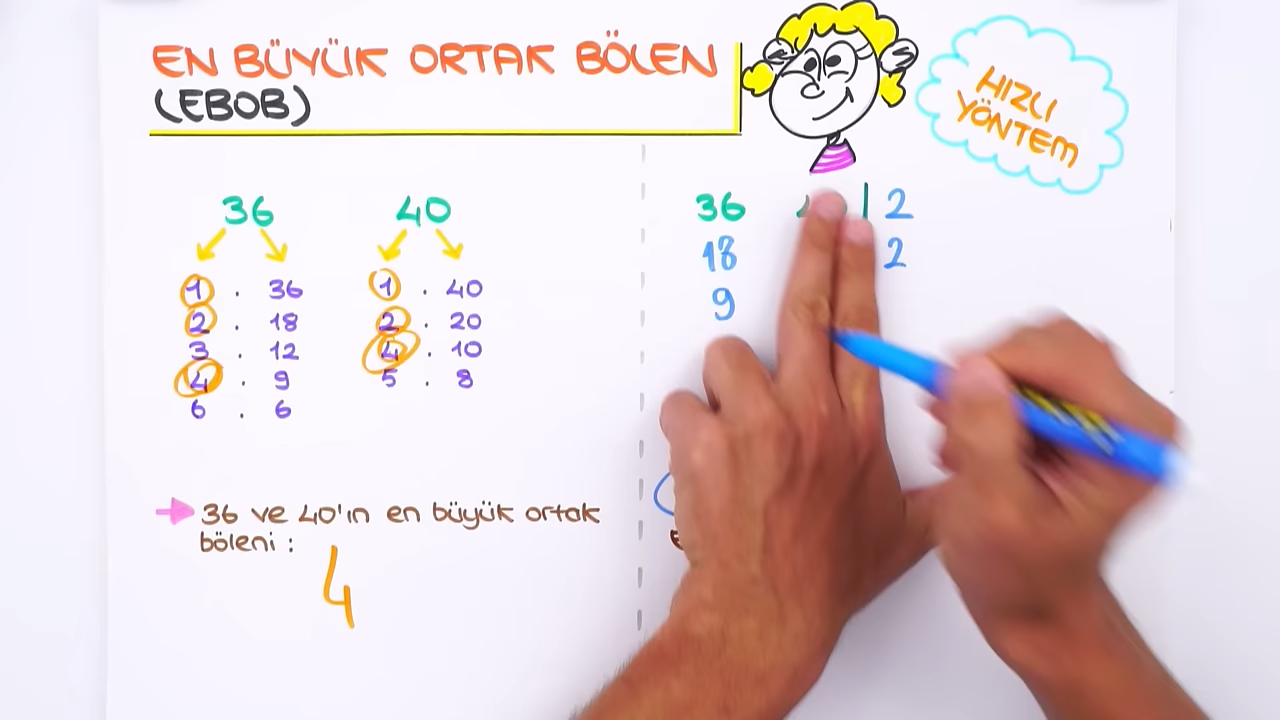 EN BÜYÜK ORTAK BÖLEN
(EBOB)
HIZLI
YÖNTEM
36 40
1 . 36 1 . 40
2 . 18 2 . 20
3 . 12 4 . 10
4 . 9 5 . 8
6 . 6
36 ve 40'ın en büyük ortak
böleni :
4
36 | 2
18 2
9